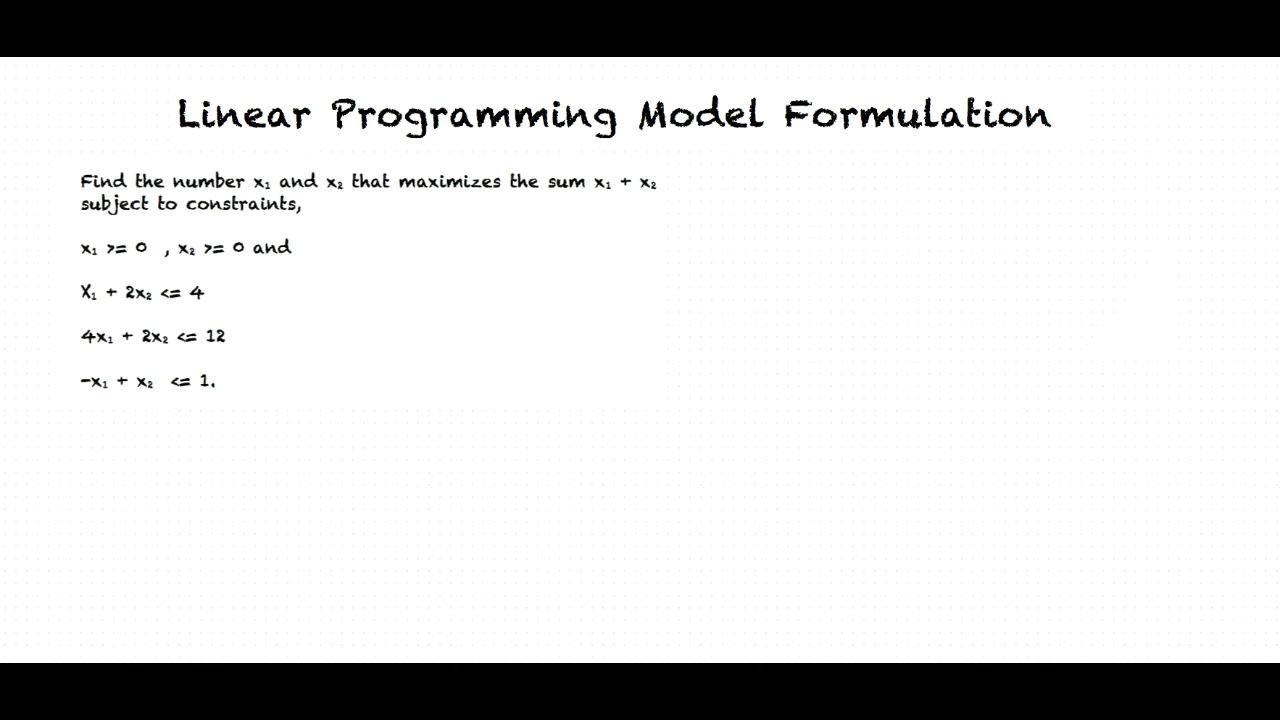 Linear Programming Model Formulation
Find the number x₁ and x₂ that maximizes the sum x₁ + x₂
subject to constraints,
x₁ >= 0 , x₂ >= 0 and
X₁ + 2x₂ <= 4
4x₁ + 2x₂ <= 12
-x₁ + x₂ <= 1.